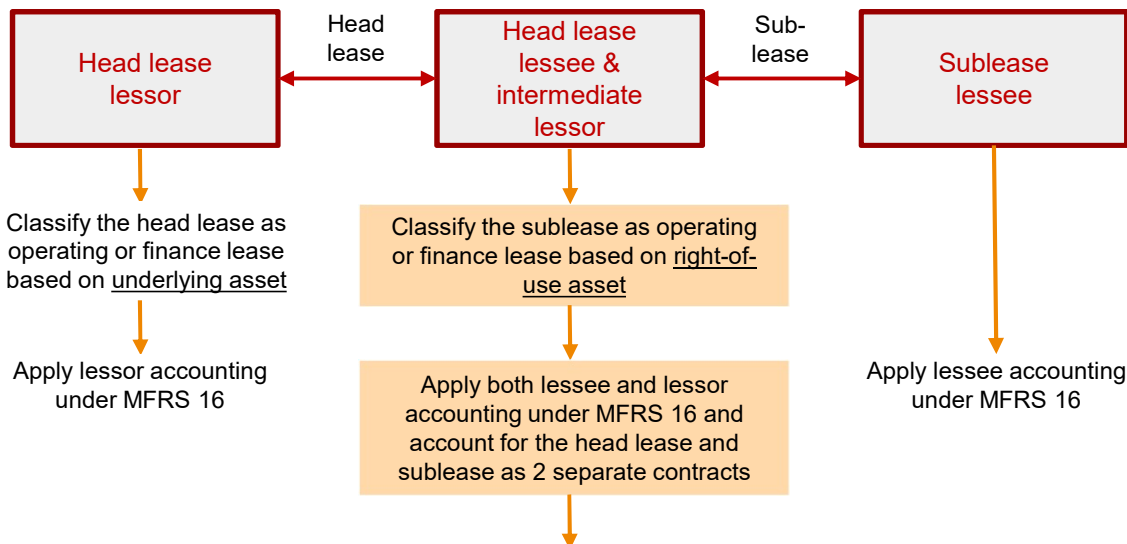 Head lease
lessor
Head
lease
Head lease
lessee &
intermediate
lessor
Sub-
lease
Sublease
lessee
Classify the head lease as
operating or finance lease
based on underlying asset
Apply lessor accounting
under MFRS 16
Classify the sublease as operating
or finance lease based on right-of-
use asset
Apply both lessee and lessor
accounting under MFRS 16 and
account for the head lease and
sublease as 2 separate contracts
Apply lessee accounting
under MFRS 16